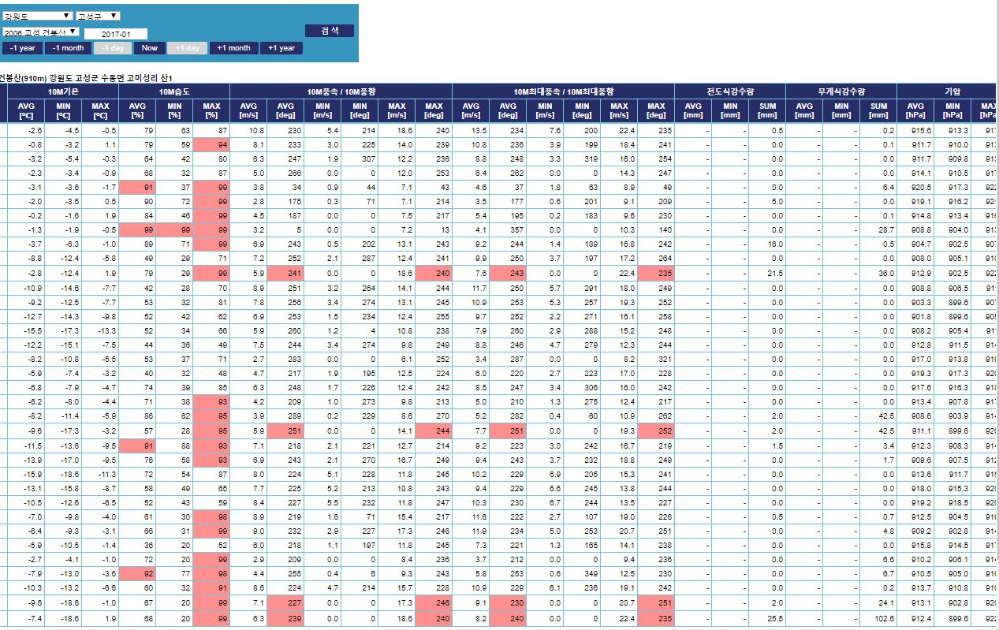 강원도 ▼ 고성군 ▼
2006.고성 건봉산 ▼ 2017-01 검 색
-1 year -1 month -1 day Now +1 day +1 month +1 year
건봉산(910m) 강원도 고성군 수동면 고미성리 산1
10M기온 10M습도 10M풍속 / 10M풍향 10M최대풍속 / 10M최대풍향 전도식강수량 무게식강수량 기압
AVG MIN MAX AVG MIN MAX AVG AVG MIN MIN MAX MAX AVG AVG MIN MIN MAX MAX AVG MIN SUM AVG MIN SUM AVG MIN MAX
[ºC] [ºC] [ºC] [%] [%] [%] [m/s] [deg] [m/s] [deg] [m/s] [deg] [m/s] [deg] [m/s] [deg] [m/s] [deg] [mm] [mm] [mm] [mm] [mm] [mm] [hPa] [hPa] [hPa
-2.6 -4.5 -0.5 79 63 87 10.8 230 5.4 214 18.6 240 13.5 234 7.6 200 22.4 235 - - 0.5 - - 0.2 915.6 913.3
-0.8 -3.2 1.1 79 59 94 8.1 233 3.0 225 14.0 239 10.8 236 3.9 199 18.4 241 - - 0.0 - - 0.1 911.7 910.0
-3.2 -5.4 -0.3 64 42 80 6.3 247 1.9 307 12.2 236 8.8 248 3.3 319 16.0 254 - - 0.0 - - 0.0 911.7 909.8
-2.3 -3.4 -0.9 68 32 87 5.0 266 0.0 0 12.0 253 6.4 262 0.0 0 14.3 247 - - 0.0 - - 0.0 914.1 910.5
-3.1 -3.6 -1.7 91 37 99 3.8 34 0.9 44 7.1 43 4.6 37 1.8 63 8.9 49 - - 0.0 - - 6.4 920.5 917.3
-2.0 -3.5 0.5 90 72 99 2.8 175 0.3 71 7.1 214 3.5 177 0.6 201 9.1 209 - - 5.0 - - 0.0 919.1 916.2
-0.2 -1.6 1.9 84 46 99 4.5 187 0.0 0 7.5 217 5.4 195 0.2 183 9.6 230 - - 0.0 - - 0.1 914.8 913.4
-1.3 -1.9 -0.5 99 99 99 3.2 5 0.0 0 7.2 13 4.1 357 0.0 0 10.3 140 - - 0.0 - - 28.7 908.8 904.0
-3.7 -6.3 -1.0 89 71 99 6.9 243 0.5 202 13.1 243 9.2 244 1.4 189 16.8 242 - - 16.0 - - 0.5 904.7 902.5
-8.8 -12.4 -5.8 49 29 71 7.2 252 2.1 287 12.4 241 9.9 250 3.7 197 17.2 264 - - 0.0 - - 0.0 908.0 905.1
-2.8 -12.4 1.9 79 29 99 5.9 241 0.0 0 18.6 240 7.6 243 0.0 0 22.4 235 - - 21.5 - - 36.0 912.9 902.5
-10.9 -14.6 -7.7 42 28 70 8.9 251 3.2 264 14.1 244 11.7 250 5.7 291 18.0 249 - - 0.0 - - 0.0 908.8 906.5
-9.2 -12.5 -7.7 53 32 81 7.8 256 3.4 274 13.1 245 10.9 253 5.3 257 19.3 252 - - 0.0 - - 0.0 903.3 899.6
-12.7 -14.3 -9.8 52 42 62 6.9 253 1.5 234 12.4 255 9.7 252 2.2 271 16.1 258 - - 0.0 - - 0.0 901.8 899.6
-15.5 -17.3 -13.3 52 34 66 5.9 260 1.2 4 10.8 238 7.9 260 2.9 288 15.2 248 - - 0.0 - - 0.0 908.2 905.4
-12.2 -15.1 -7.5 44 36 49 7.5 244 3.4 274 9.8 249 8.8 246 4.7 279 12.3 244 - - 0.0 - - 0.0 912.8 911.5
-8.2 -10.8 -5.5 53 37 71 2.7 283 0.0 0 6.1 252 3.4 287 0.0 0 8.2 321 - - 0.0 - - 0.0 917.0 913.8
-5.9 -7.4 -3.2 40 32 48 4.7 217 1.9 195 12.5 224 6.0 220 2.7 223 17.0 228 - - 0.0 - - 0.0 919.3 917.3
-6.8 -7.9 -4.7 74 39 85 6.3 248 1.7 226 12.4 242 8.5 247 3.4 306 16.0 242 - - 0.0 - - 0.0 917.6 916.3
-6.2 -8.0 -4.4 71 38 93 4.2 209 1.0 273 9.8 213 5.0 210 1.3 275 12.4 217 - - 0.0 - - 0.0 913.4 907.8
-8.2 -11.4 -5.9 86 62 95 3.9 289 0.2 229 8.6 270 5.2 282 0.4 60 10.9 262 - - 2.0 - - 42.5 908.6 903.9
-9.6 -17.3 -3.2 57 28 95 5.9 251 0.0 0 14.1 244 7.7 251 0.0 0 19.3 252 - - 2.0 - - 42.5 911.1 899.6
-11.5 -13.6 -9.5 91 88 93 7.1 218 2.1 221 12.7 214 9.2 223 3.0 242 16.7 219 - - 1.5 - - 3.4 912.3 908.3
-13.9 -17.0 -9.5 76 58 93 6.9 243 2.1 270 16.7 249 9.4 243 3.7 232 18.8 249 - - 0.0 - - 1.7 909.6 907.5
-15.9 -18.6 -11.3 72 54 87 8.0 224 5.1 228 11.8 245 10.2 229 6.9 205 15.3 241 - - 0.0 - - 0.0 913.6 911.7
-13.1 -15.8 -8.7 58 49 65 7.7 225 5.2 213 10.8 243 9.4 229 6.6 245 13.8 244 - - 0.0 - - 0.0 918.0 915.3
-10.5 -12.6 -6.5 52 43 59 8.4 227 5.5 232 11.8 247 10.3 230 6.7 244 13.5 227 - - 0.0 - - 0.0 919.2 918.5
-7.0 -9.8 -4.0 61 30 98 8.9 219 1.6 71 15.4 217 11.6 222 2.7 107 19.0 226 - - 0.5 - - 0.7 912.5 904.5
-6.4 -9.3 -3.1 66 31 99 9.0 232 2.9 227 17.3 246 11.9 234 5.0 253 20.7 251 - - 0.0 - - 4.8 909.2 902.8
-5.9 -10.5 -1.4 36 20 52 6.0 218 1.1 197 11.8 245 7.3 221 1.3 165 14.1 238 - - 0.0 - - 0.0 915.8 914.5
-2.7 -4.1 -1.0 72 20 99 2.9 209 0.0 0 8.4 236 3.7 212 0.0 0 9.4 236 - - 0.0 - - 6.6 910.2 906.1
-7.9 -13.0 -3.6 92 77 98 4.4 255 0.4 6 9.3 243 5.8 253 0.6 349 12.5 230 - - 0.0 - - 6.7 910.5 905.0
-10.3 -13.2 -6.6 60 32 91 8.6 224 4.7 214 15.7 228 10.9 229 6.1 236 19.1 242 - - 0.0 - - 0.2 913.7 910.8
-9.6 -18.6 -1.0 67 20 99 7.1 227 0.0 0 17.3 246 9.1 230 0.0 0 20.7 251 - - 2.0 - - 24.1 913.1 902.8
-7.4 -18.6 1.9 68 20 99 6.3 239 0.0 0 18.6 240 8.2 240 0.0 0 22.4 235 - - 25.5 - - 102.6 912.4 899.6